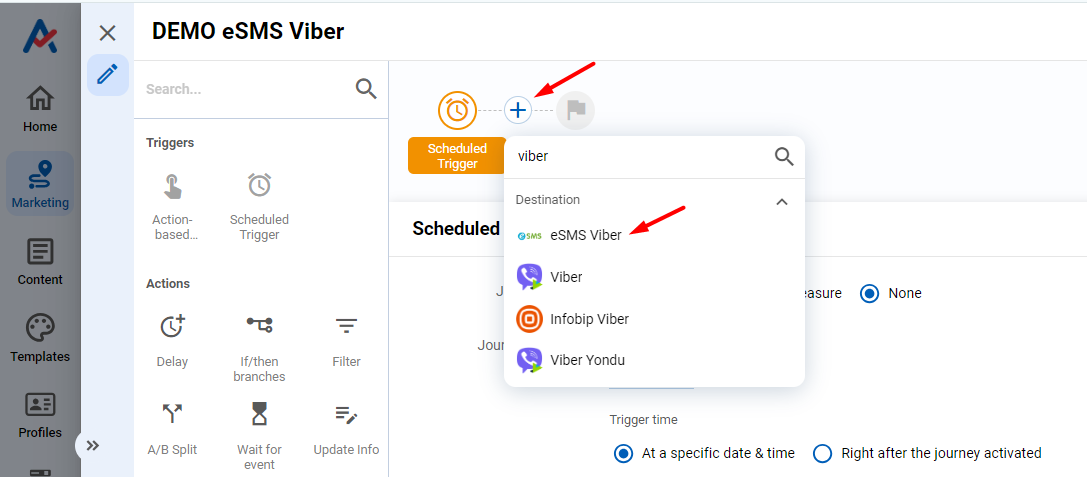 DEMO eSMS Viber
Search...
Home
Marketing
Content
Templates
Profiles
Triggers
Action-
based...
Scheduled
Trigger
Actions
Delay
If/then
branches
Filter
A/B Split
Wait for
event
Update Info
Scheduled
Trigger
viber
Destination
eSMS Viber
Viber
Infobip Viber
Viber Yondu
Scheduled
J
easure
None
Jour
Trigger time
At a specific date & time
Right after the journey activated